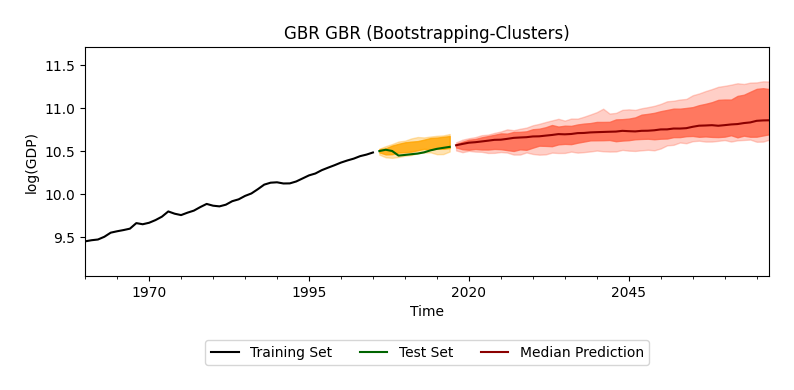 GBR GBR (Bootstrapping-Clusters)
11.5
11.0
10.5
10.0
9.5
log(GDP)
1970 1995 2020 2045
Time
Training Set Test Set Median Prediction